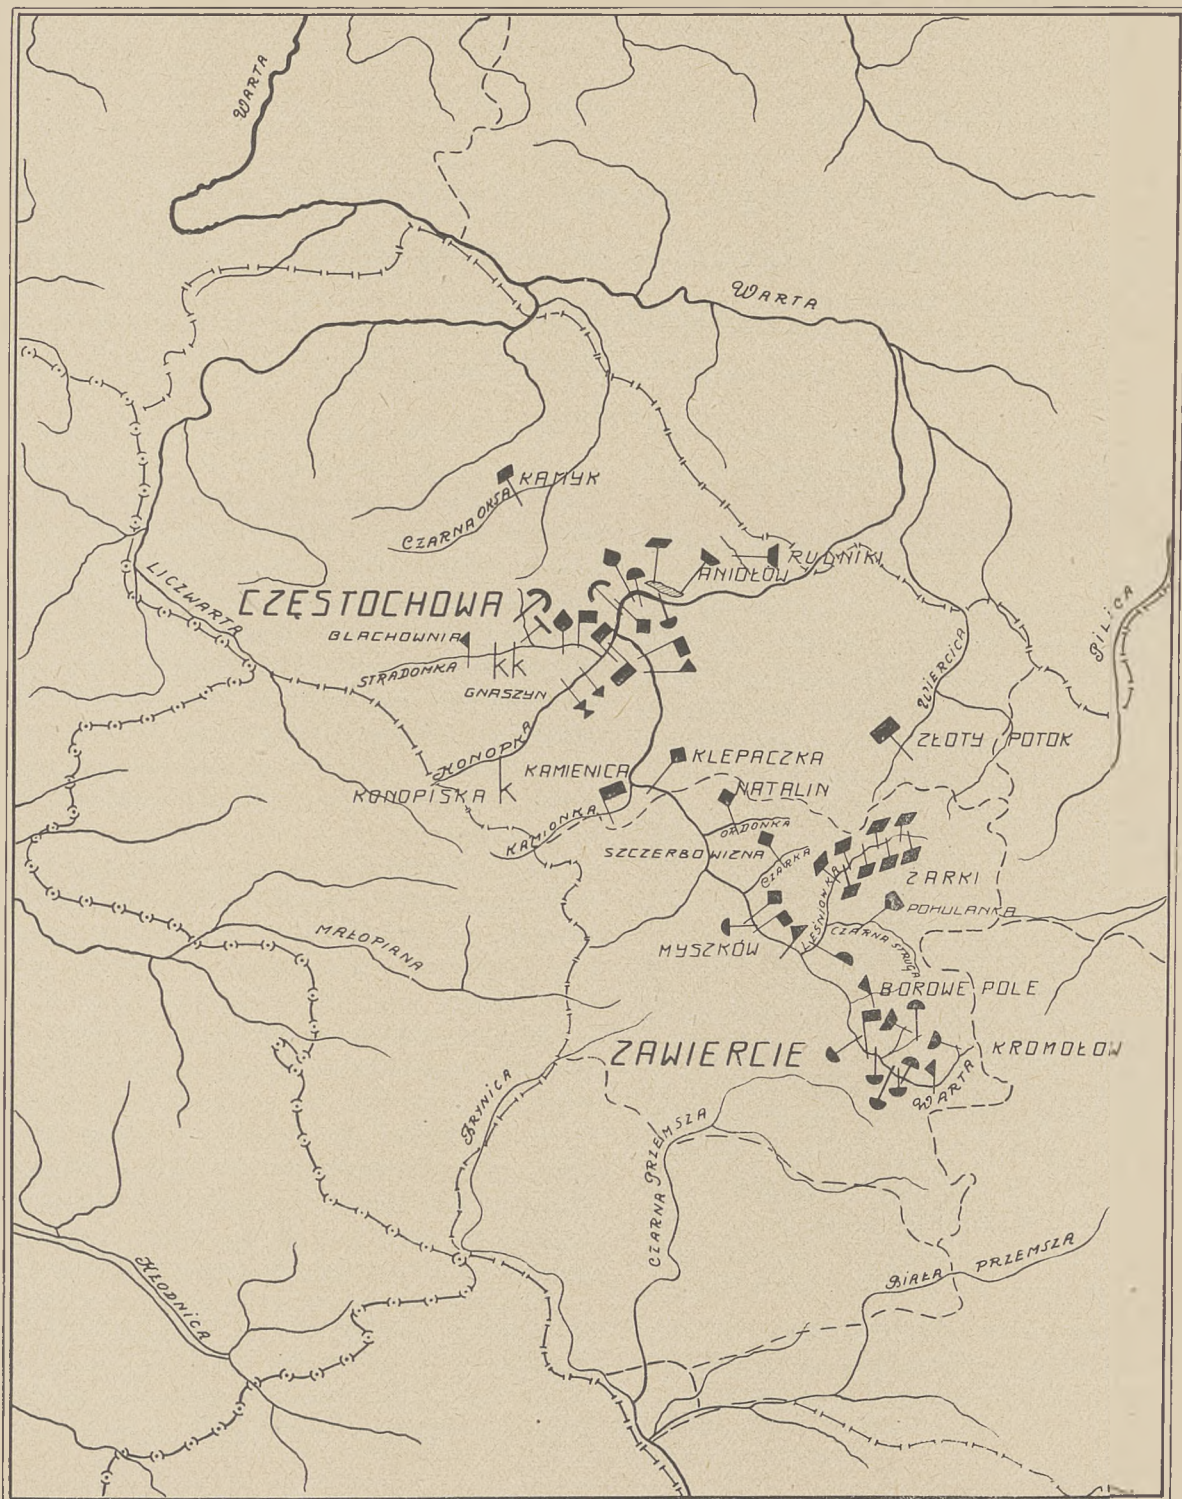 WARTA
WARTA
KAMYK
CZARNA OKSA
RUDNIKI
ANIOŁÓW
LICZWARTA
CZĘSTOCHOWA
BLACHOWNIA
STRADOMKA
kk
GNASZYN
PILICA
WIERCICA
ZŁOTY POTOK
KONOPKA
KAMIENICA
KLEPACZKA
KONOPISKA k
NATALIN
KAMIONKA
ORDONKA
SZCZERBOWIZNA
CZARKA
ŻARKI
LEŚNIÓWKA
POHULANKA
MAŁOPIANA
MYSZKÓW
CZARNA STRUGA
BOROWE POLE
ZAWIERCIE
KROMOŁÓW
WARTA
BRYNICA
CZARNA PRZEMSZA
KŁODNICA
BIAŁA PRZEMSZA